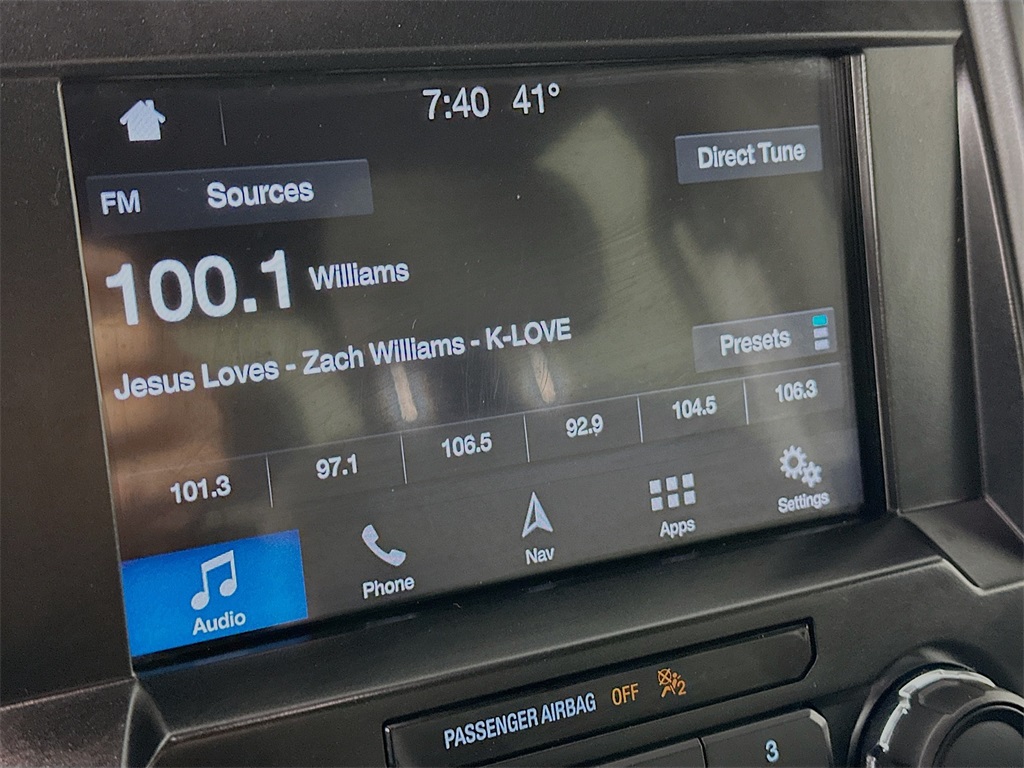 7:40 41°
Direct Tune
FM Sources
100.1 Williams
Jesus Loves - Zach Williams - K-LOVE
Presets
101.3 97.1 106.5 92.9 104.5 106.3
Audio Phone Nav Apps Settings
PASSENGER AIRBAG OFF 2
3